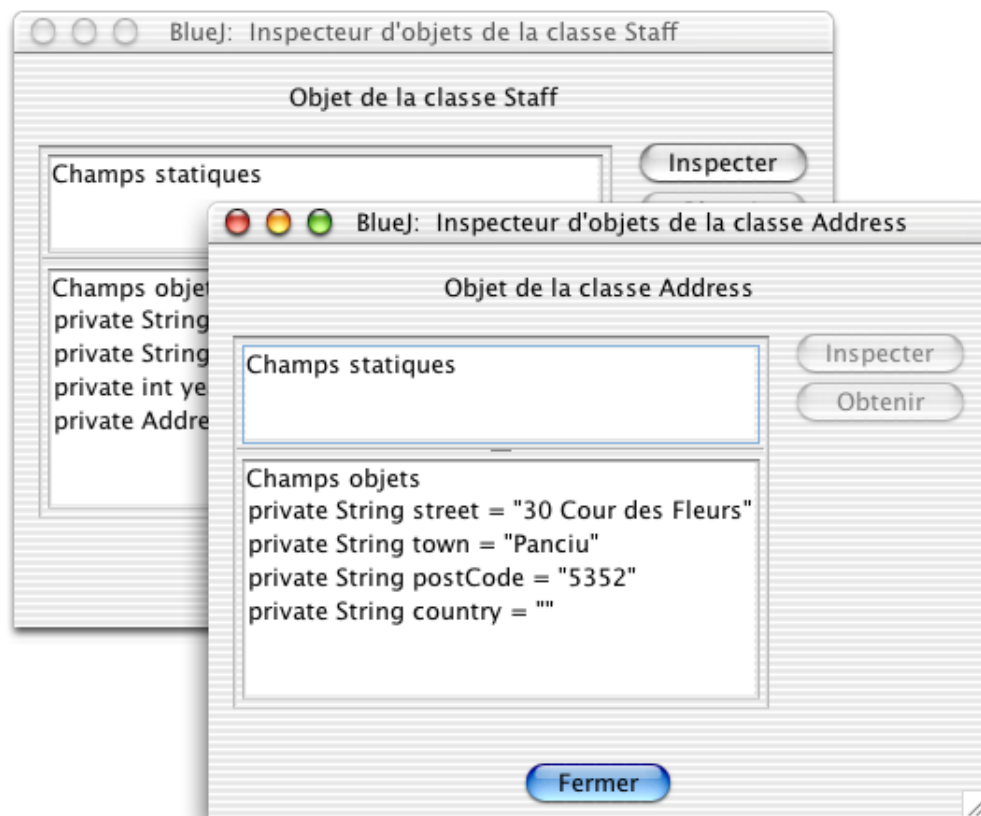 BlueJ: Inspecteur d'objets de la classe Staff
Objet de la classe Staff
Champs statiques
Inspecter
Champs
private String
private String
private int
private
BlueJ: Inspecteur d'objets de la classe Address
Objet de la classe Address
Champs statiques
Inspecter
Obtenir
Champs objets
private String street = "30 Cour des Fleurs"
private String town = "Panciu"
private String postCode = "5352"
private String country = ""
Fermer